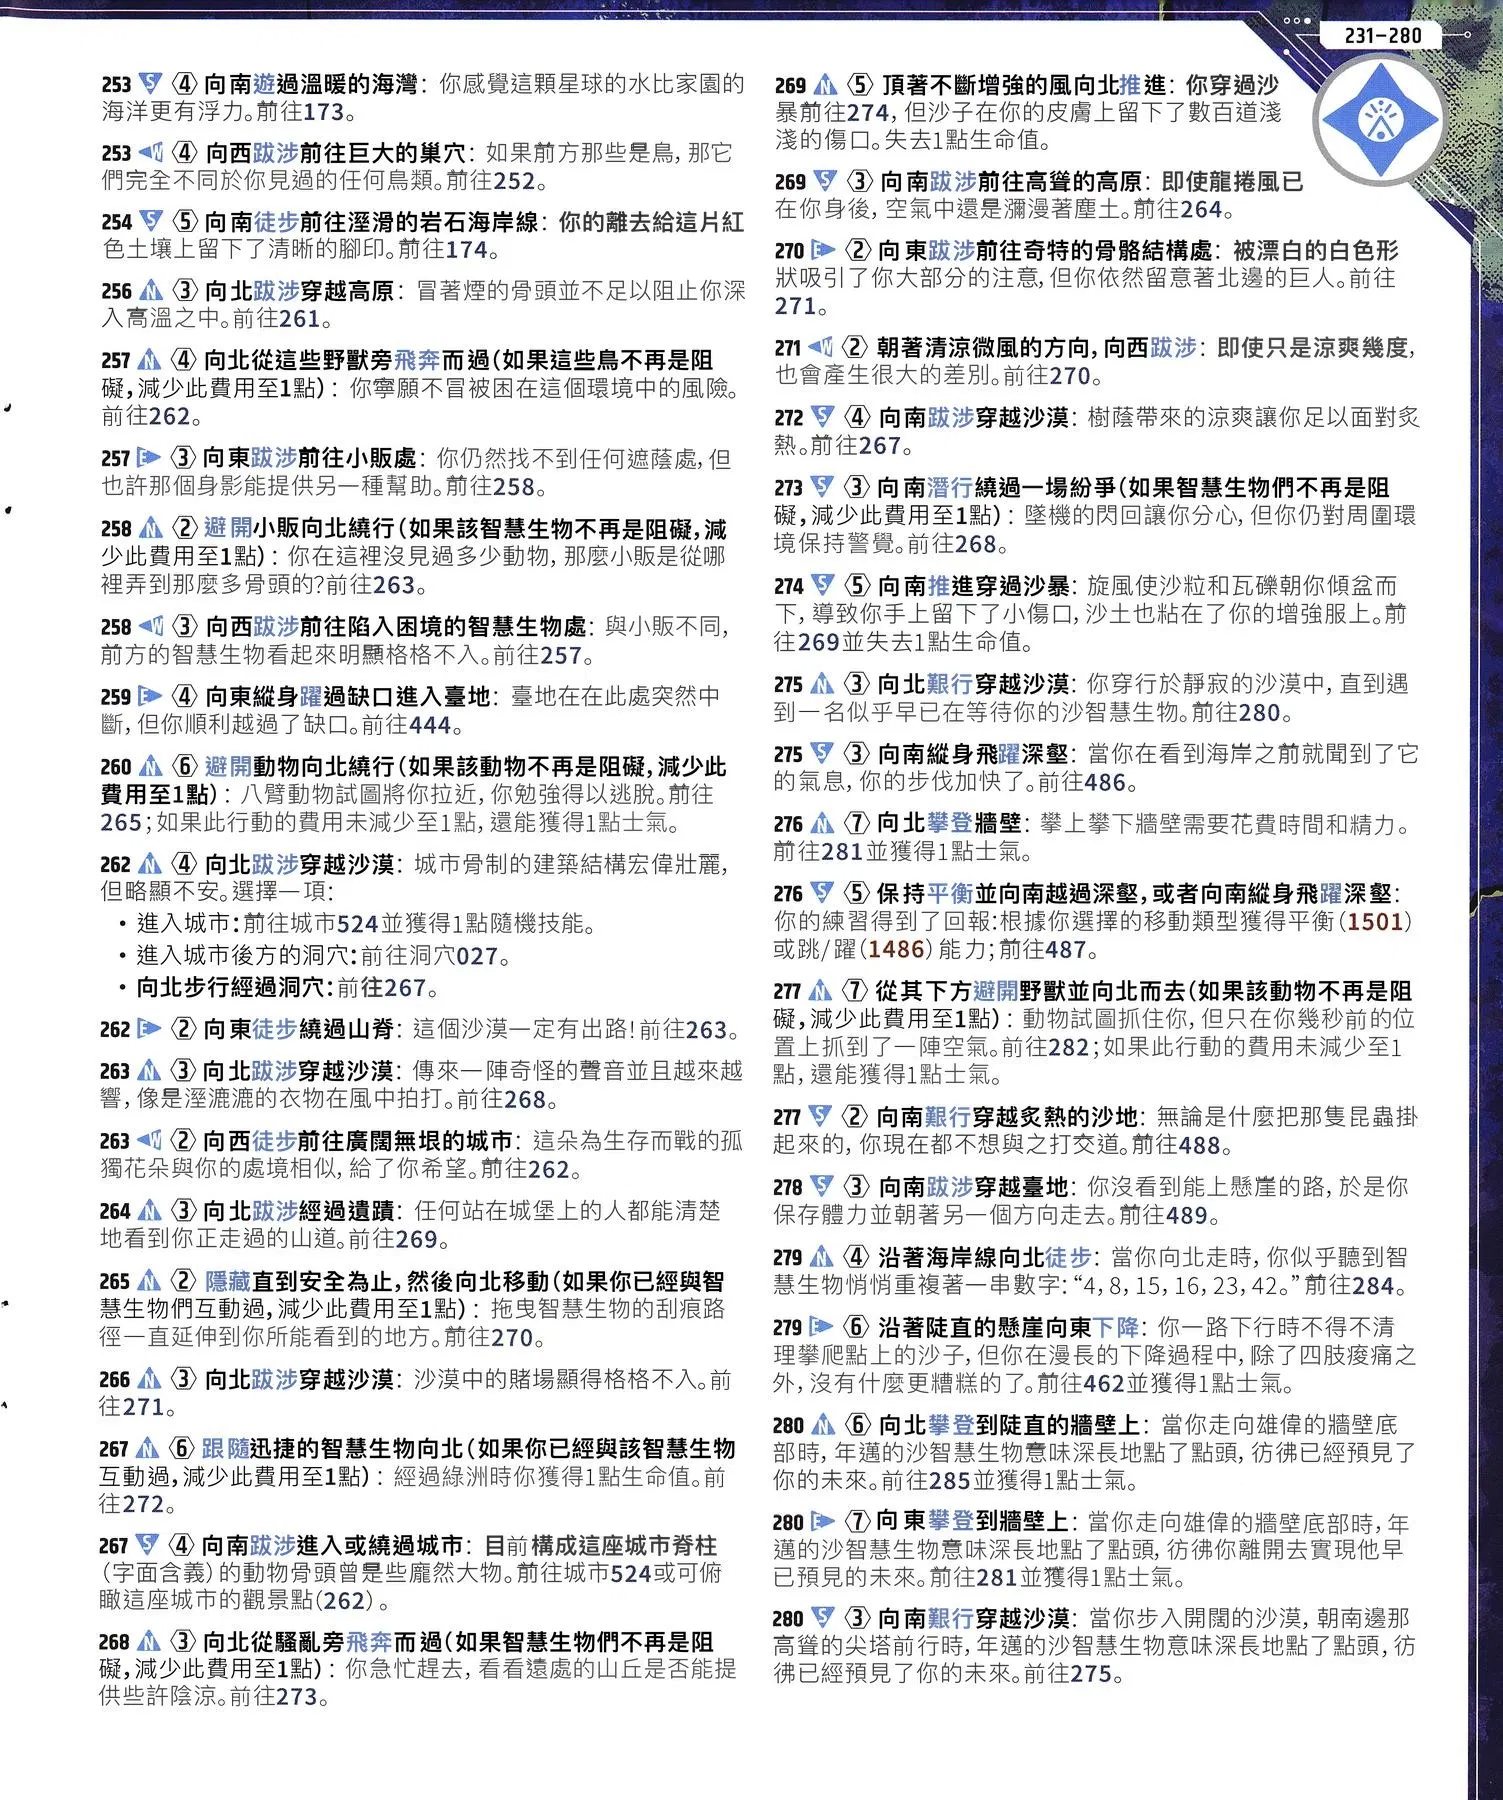 231–280
253 S 4 向南遊過溫暖的海灣：你感覺這顆星球的水比家園的
海洋更有浮力。前往173。
253 W 4 向西跋涉前往巨大的巢穴：如果前方那些是鳥，那它
們完全不同於你見過的任何鳥類。前往252。
254 S 5 向南徒步前往溼滑的岩石海岸線：你的離去給這片紅
色土壤上留下了清晰的腳印。前往174。
256 N 3 向北跋涉穿越高原：冒著煙的骨頭並不足以阻止你深
入高溫之中。前往261。
257 N 4 向北從這些野獸旁飛奔而過（如果這些鳥不再是阻
礙，減少此費用至1點）：你寧願不冒被困在這個環境中的風險。
前往262。
257 E 3 向東跋涉前往小販處：你仍然找不到任何遮蔭處，但
也許那個身影能提供另一種幫助。前往258。
258 N 2 避開小販向北繞行（如果該智慧生物不再是阻礙，減
少此費用至1點）：你在這裡沒見過多少動物，那麼小販是從哪
裡弄到那麼多骨頭的？前往263。
258 W 3 向西跋涉前往陷入困境的智慧生物處：與小販不同，
前方的智慧生物看起來明顯格格不入。前往257。
259 E 4 向東縱身躍過缺口進入臺地：臺地在在此處突然中
斷，但你順利越過了缺口。前往444。
260 N 6 避開動物向北繞行（如果該動物不再是阻礙，減少此
費用至1點）：八臂動物試圖將你拉近，你勉強得以逃脫。前往
265；如果此行動的費用未減少至1點，還能獲得1點士氣。
262 N 4 向北跋涉穿越沙漠：城市骨制的建築結構宏偉壯麗，
但略顯不安。選擇一項：
• 進入城市：前往城市524並獲得1點隨機技能。
• 進入城市後方的洞穴：前往洞穴027。
• 向北步行經過洞穴：前往267。
262 E 2 向東徒步繞過山脊：這個沙漠一定有出路！前往263。
263 N 3 向北跋涉穿越沙漠：傳來一陣奇怪的聲音並且越來越
響，像是溼漉漉的衣物在風中拍打。前往268。
263 W 2 向西徒步前往廣闊無垠的城市：這朵為生存而戰的孤
獨花朵與你的處境相似，給了你希望。前往262。
264 N 3 向北跋涉經過遺蹟：任何站在城堡上的人都能清楚
地看到你正走過的山道。前往269。
265 N 2 隱藏直到安全為止，然後向北移動（如果你已經與智
慧生物們互動過，減少此費用至1點）：拖曳智慧生物的刮痕路
徑一直延伸到你所能看到的地方。前往270。
266 N 3 向北跋涉穿越沙漠：沙漠中的賭場顯得格格不入。前
往271。
267 N 6 跟隨迅捷的智慧生物向北（如果你已經與該智慧生物
互動過，減少此費用至1點）：經過綠洲時你獲得1點生命值。前
往272。
267 S 4 向南跋涉進入或繞過城市：目前構成這座城市脊柱
（字面含義）的動物骨頭曾是些龐然大物。前往城市524或可俯
瞰這座城市的觀景點（262）。
268 N 3 向北從騷亂旁飛奔而過（如果智慧生物們不再是阻
礙，減少此費用至1點）：你急忙趕去，看看遠處的山丘是否能提
供些許陰涼。前往273。
269 N 5 頂著不斷增強的風向北推進：你穿過沙
暴前往274，但沙子在你的皮膚上留下了數百道淺
淺的傷口。失去1點生命值。
269 S 3 向南跋涉前往高聳的高原：即使龍捲風已
在你身後，空氣中還是瀰漫著塵土。前往264。
270 E 2 向東跋涉前往奇特的骨骼結構處：被漂白的白色形
狀吸引了你大部分的注意，但你依然留意著北邊的巨人。前往
271。
271 W 2 朝著清涼微風的方向，向西跋涉：即使只是涼爽幾度，
也會產生很大的差別。前往270。
272 S 4 向南跋涉穿越沙漠：樹蔭帶來的涼爽讓你足以面對炙
熱。前往267。
273 S 3 向南潛行繞過一場紛爭（如果智慧生物們不再是阻
礙，減少此費用至1點）：墜機的閃回讓你分心，但你仍對周圍環
境保持警覺。前往268。
274 S 5 向南推進穿過沙暴：旋風使沙粒和瓦礫朝你傾盆而
下，導致你手上留下了小傷口，沙土也粘在了你的增強服上。前
往269並失去1點生命值。
275 N 3 向北艱行穿越沙漠：你穿行於靜寂的沙漠中，直到遇
到一名似乎早已在等待你的沙智慧生物。前往280。
275 S 3 向南縱身飛躍深壑：當你在看到海岸之前就聞到了它
的氣息，你的步伐加快了。前往486。
276 N 7 向北攀登牆壁：攀上攀下牆壁需要花費時間和精力。
前往281並獲得1點士氣。
276 S 5 保持平衡並向南越過深壑，或者向南縱身飛躍深壑：
你的練習得到了回報：根據你選擇的移動類型獲得平衡（1501）
或跳/躍（1486）能力；前往487。
277 N 7 從其下方避開野獸並向北而去（如果該動物不再是阻
礙，減少此費用至1點）：動物試圖抓住你，但只在你幾秒前的位
置上抓到了一陣空氣。前往282；如果此行動的費用未減少至1
點，還能獲得1點士氣。
277 S 2 向南艱行穿越炙熱的沙地：無論是什麼把那隻昆蟲掛
起來的，你現在都不想與之打交道。前往488。
278 S 3 向南跋涉穿越臺地：你沒看到能上懸崖的路，於是你
保存體力並朝著另一個方向走去。前往489。
279 N 4 沿著海岸線向北徒步：當你向北走時，你似乎聽到智
慧生物悄悄重複著一串數字：“4，8，15，16，23，42。”前往284。
279 E 6 沿著陡直的懸崖向東下降：你一路下行時不得不清
理攀爬點上的沙子，但你在漫長的下降過程中，除了四肢痠痛之
外，沒有什麼更糟糕的了。前往462並獲得1點士氣。
280 N 6 向北攀登到陡直的牆壁上：當你走向雄偉的牆壁底
部時，年邁的沙智慧生物意味深長地點了點頭，彷彿已經預見了
你的未來。前往285並獲得1點士氣。
280 E 7 向東攀登到牆壁上：當你走向雄偉的牆壁底部時，年
邁的沙智慧生物意味深長地點了點頭，彷彿你離開去實現他早
已預見的未來。前往281並獲得1點士氣。
280 S 3 向南艱行穿越沙漠：當你步入開闊的沙漠，朝南邊那
高聳的尖塔前行時，年邁的沙智慧生物意味深長地點了點頭，彷
彿已經預見了你的未來。前往275。